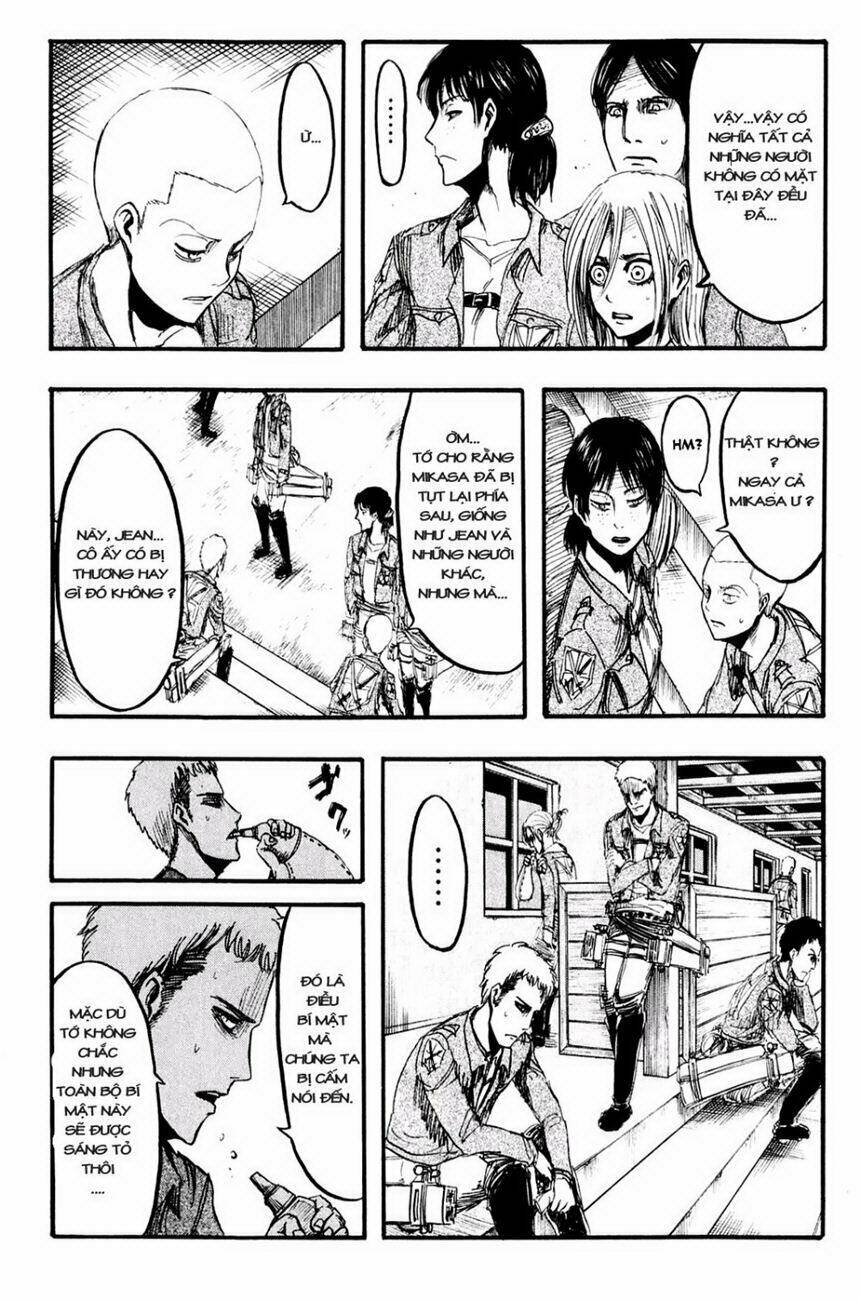 VẬY...VẬY CÓ
NGHĨA TẤT CẢ
NHỮNG NGƯỜI
KHÔNG CÓ MẶT
TẠI ĐÂY ĐỀU
ĐÃ...
......
Ừ...
THẬT KHÔNG
?
NGAY CẢ
MIKASA Ư ?
HM?
ỜM...
TỚ CHO RẰNG
MIKASA ĐÃ BỊ
TỤT LẠI PHÍA
SAU, GIỐNG
NHƯ JEAN VÀ
NHỮNG NGƯỜI
KHÁC,
NHƯNG MÀ...
NÀY, JEAN...
CÔ ẤY CÓ BỊ
THƯƠNG HAY
GÌ ĐÓ KHÔNG ?
......
グクッ
ĐÓ LÀ
ĐIỀU
BÍ MẬT
MÀ
CHÚNG TA
BỊ CẤM
NÓI ĐẾN.
MẶC DÙ
TỚ KHÔNG
CHẮC
NHƯNG
TOÀN BỘ BÍ
MẬT NÀY
SẼ ĐƯỢC
SÁNG TỎ
THÔI
....